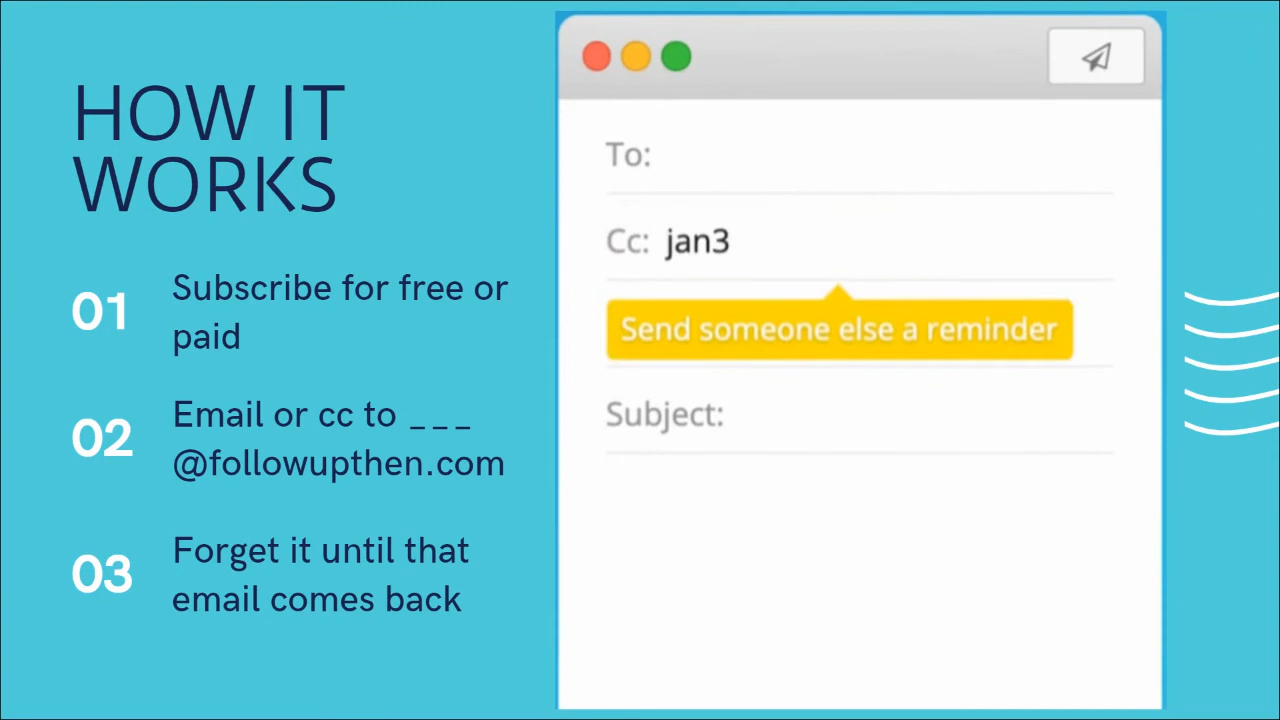 HOW IT
WORKS
01
Subscribe for free or
paid
02
Email or cc to _ _ _
@followupthen.com
03
Forget it until that
email comes back
To:
Cc: jan3
Send someone else a reminder
Subject: